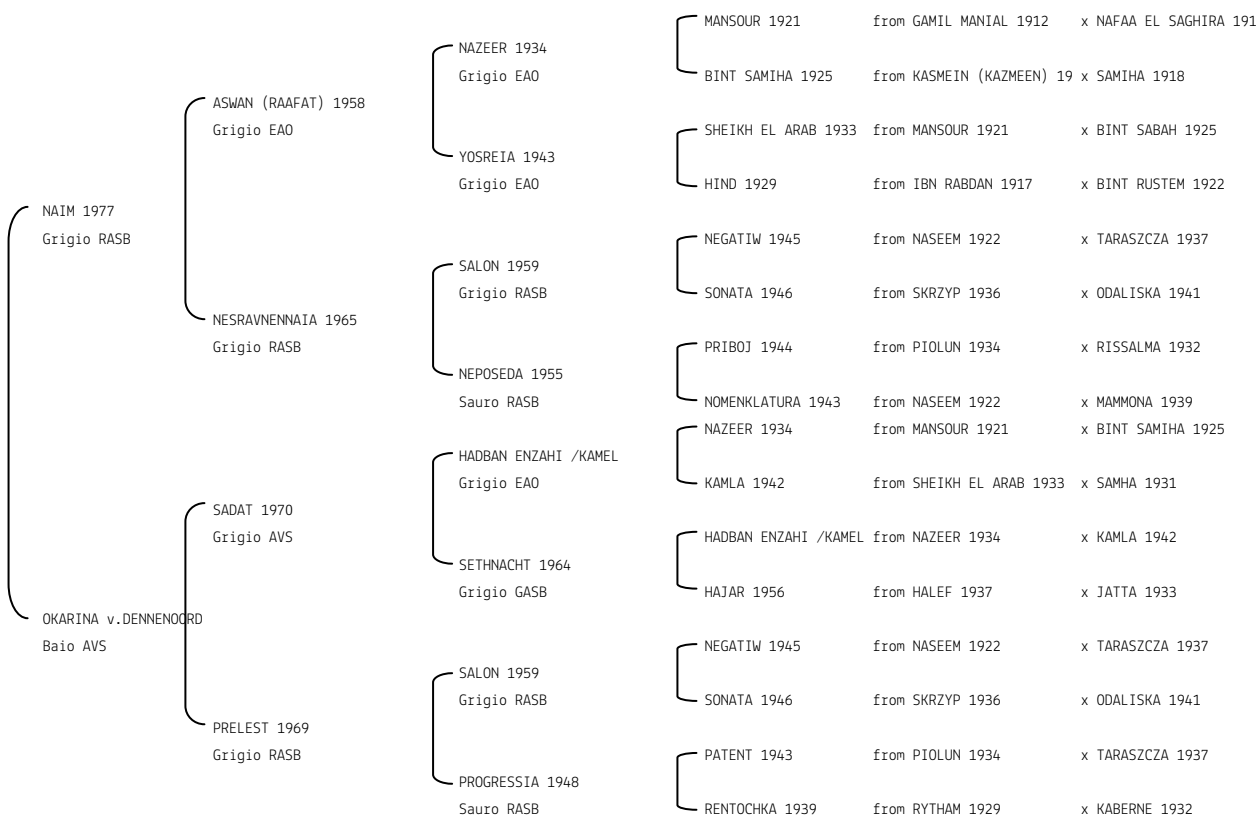 MANSOUR 1921 from GAMIL MANIAL 1912 x NAFAA EL SAGHIRA 191
NAZEER 1934
Grigio EAO BINT SAMIHA 1925 from KASMEIN (KAZMEEN) 19 x SAMIHA 1918
ASWAN (RAAFAT) 1958
Grigio EAO SHEIKH EL ARAB 1933 from MANSOUR 1921 x BINT SABAH 1925
YOSREIA 1943
Grigio EAO HIND 1929 from IBN RABDAN 1917 x BINT RUSTEM 1922
NAIM 1977
Grigio RASB NEGATIW 1945 from NASEEM 1922 x TARASZCZA 1937
SALON 1959
Grigio RASB SONATA 1946 from SKRZYP 1936 x ODALISKA 1941
NESRAVNENNAIA 1965
Grigio RASB PRIBOJ 1944 from PIOLUN 1934 x RISSALMA 1932
NEPOSEDA 1955
Sauro RASB NOMENKLATURA 1943 from NASEEM 1922 x MAMMONA 1939
NAZEER 1934 from MANSOUR 1921 x BINT SAMIHA 1925
HADBAN ENZAHI /KAMEL
Grigio EAO KAMLA 1942 from SHEIKH EL ARAB 1933 x SAMHA 1931
SADAT 1970
Grigio AVS HADBAN ENZAHI /KAMEL from NAZEER 1934 x KAMLA 1942
SETHNACHT 1964
Grigio GASB HAJAR 1956 from HALEF 1937 x JATTA 1933
OKARINA v.DENNENOORD
Baio AVS NEGATIW 1945 from NASEEM 1922 x TARASZCZA 1937
SALON 1959
Grigio RASB SONATA 1946 from SKRZYP 1936 x ODALISKA 1941
PRELEST 1969
Grigio RASB PATENT 1943 from PIOLUN 1934 x TARASZCZA 1937
PROGRESSIA 1948
Sauro RASB RENTOCHKA 1939 from RYTHAM 1929 x KABERNE 1932